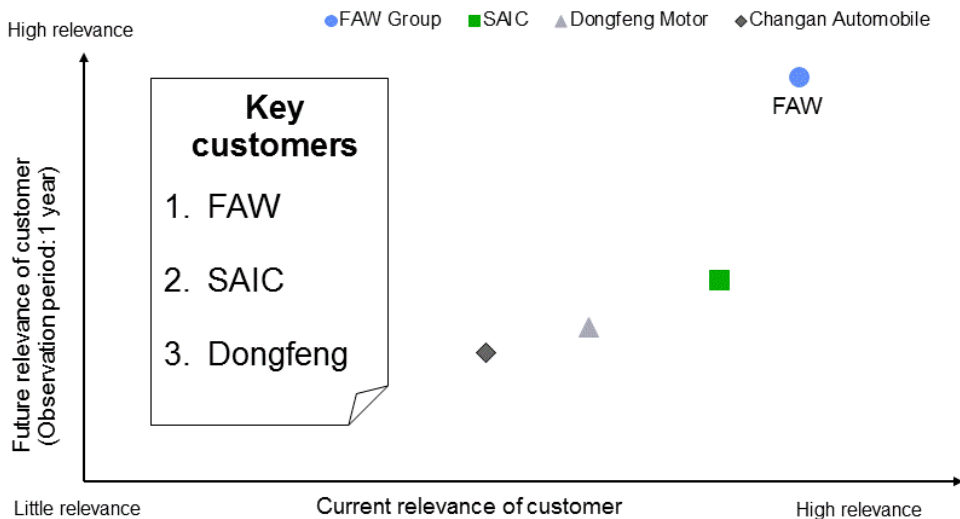 FAW Group SAIC Dongfeng Motor Changan Automobile
High relevance
Key
customers
1. FAW
2. SAIC
3. Dongfeng
FAW
Future relevance of customer
(Observation period: 1 year)
Little relevance
Current relevance of customer
High relevance